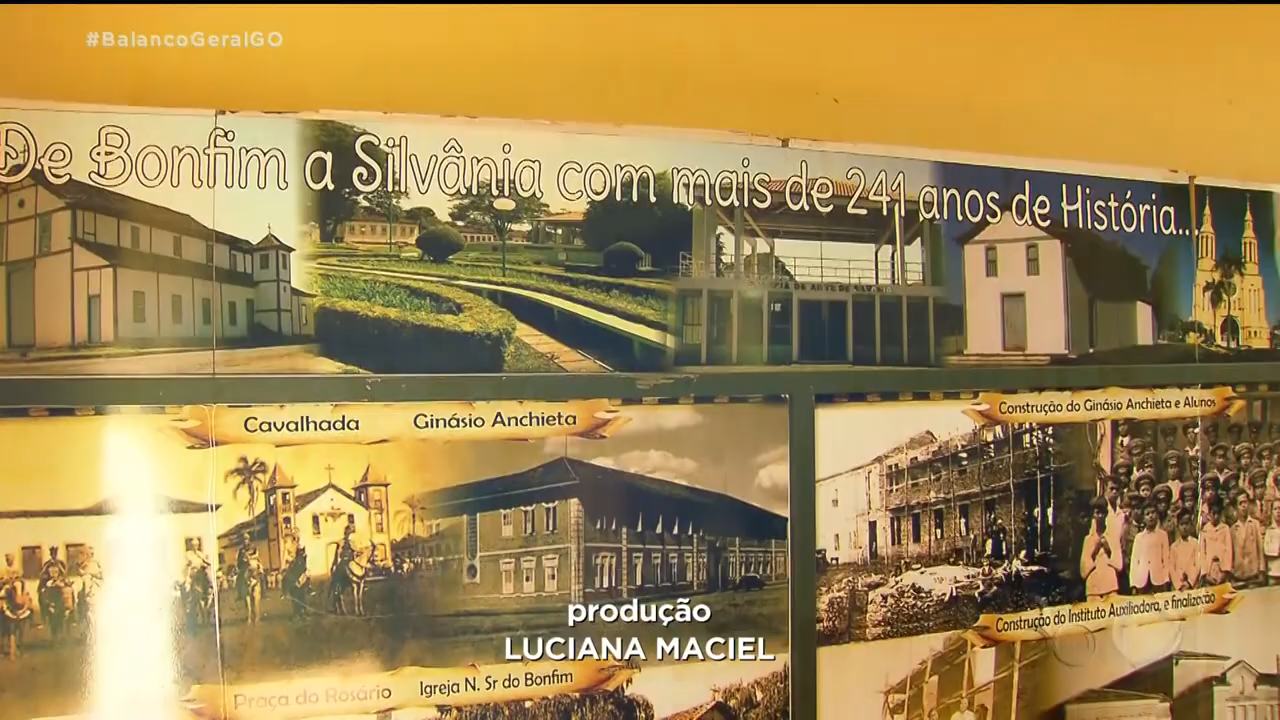 #BalancoGeralGO
De Bonfim a Silvânia com mais de 241 anos de História...
Cavalhada
Ginásio Anchieta
Construção do Ginásio Anchieta e Alunos
Construção do Instituto Auxiliadora, e finalização
produção
LUCIANA MACIEL
Praça do Rosário
Igreja N. Sr do Bonfim